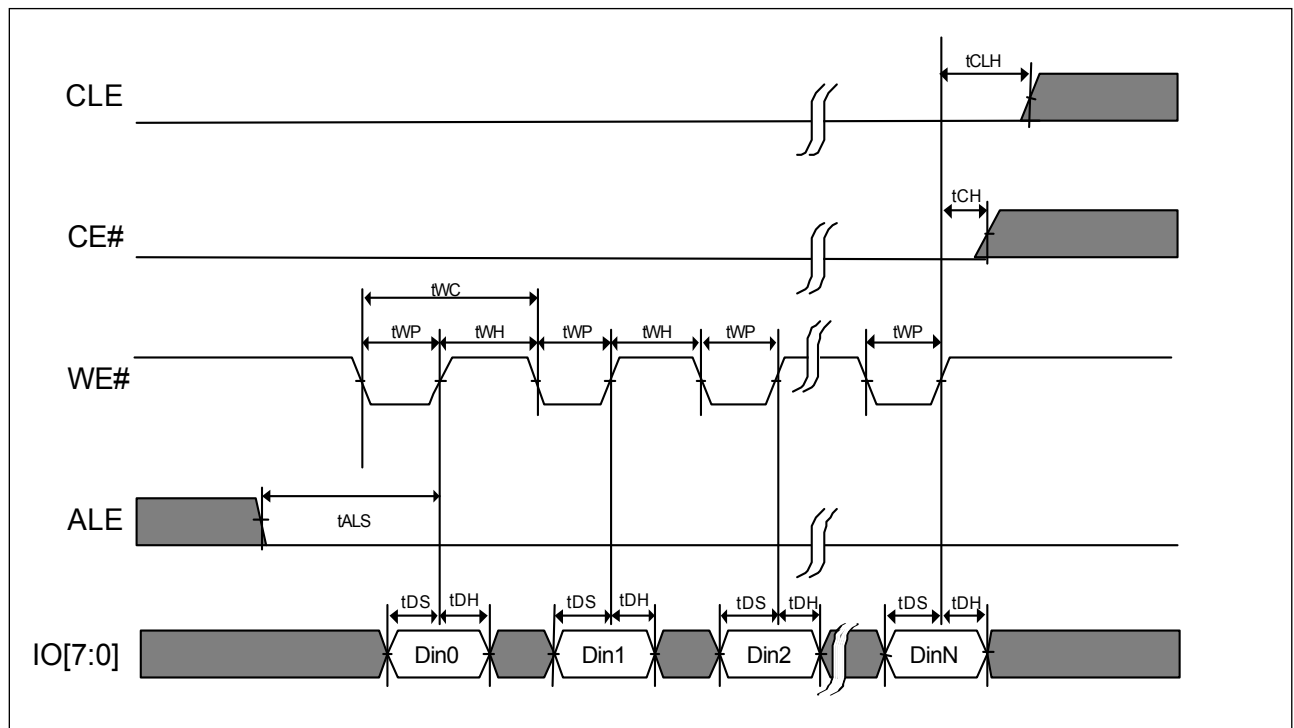 tCLH
CLE
tCH
CE#
tWC
tWP tWH tWP tWH tWP tWP
WE#
ALE
tALS
tDS tDH tDS tDH tDS tDH tDS tDH
IO[7:0] Din0 Din1 Din2 DinN